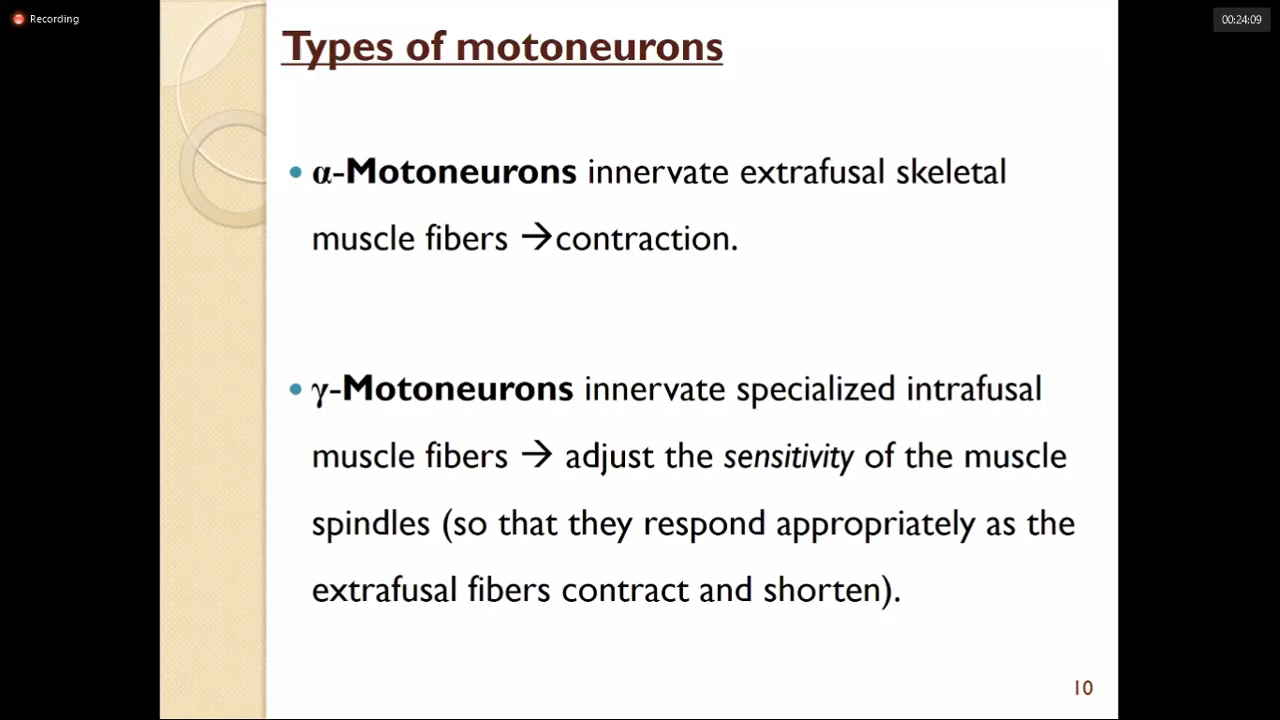 Recording
00:24:09
Types of motoneurons
• α-Motoneurons innervate extrafusal skeletal
muscle fibers →contraction.
• γ-Motoneurons innervate specialized intrafusal
muscle fibers → adjust the sensitivity of the muscle
spindles (so that they respond appropriately as the
extrafusal fibers contract and shorten).
10